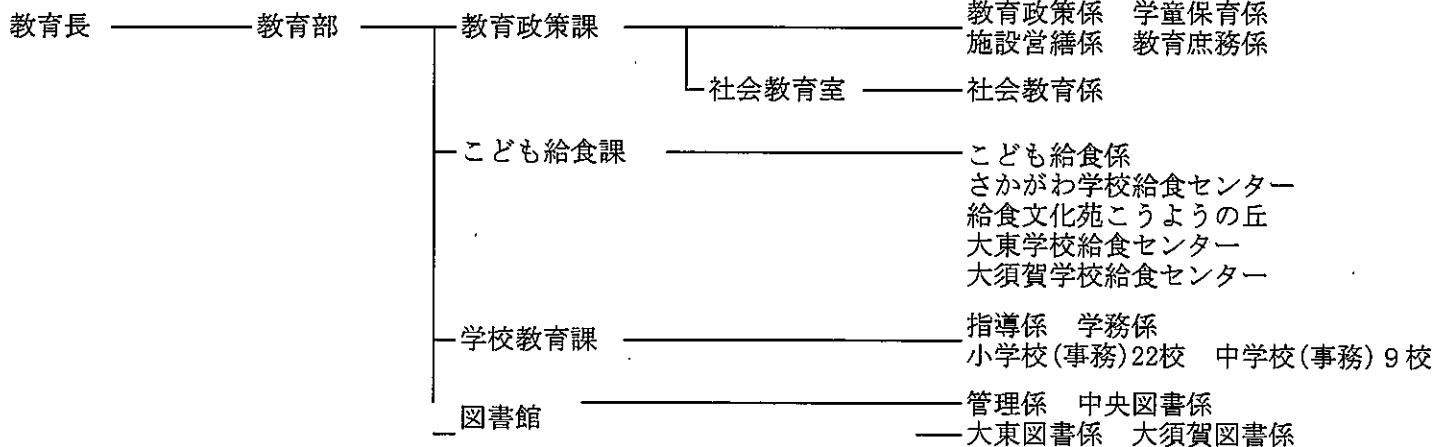 教育長 教育部 教育政策課 教育政策係 学童保育係
施設営繕係 教育庶務係
社会教育室 社会教育係
こども給食課 こども給食係
さかがわ学校給食センター
給食文化苑こうようの丘
大東学校給食センター
大須賀学校給食センター
学校教育課 指導係 学務係
小学校(事務)22校 中学校(事務)9校
図書館 管理係 中央図書係
大東図書係 大須賀図書係